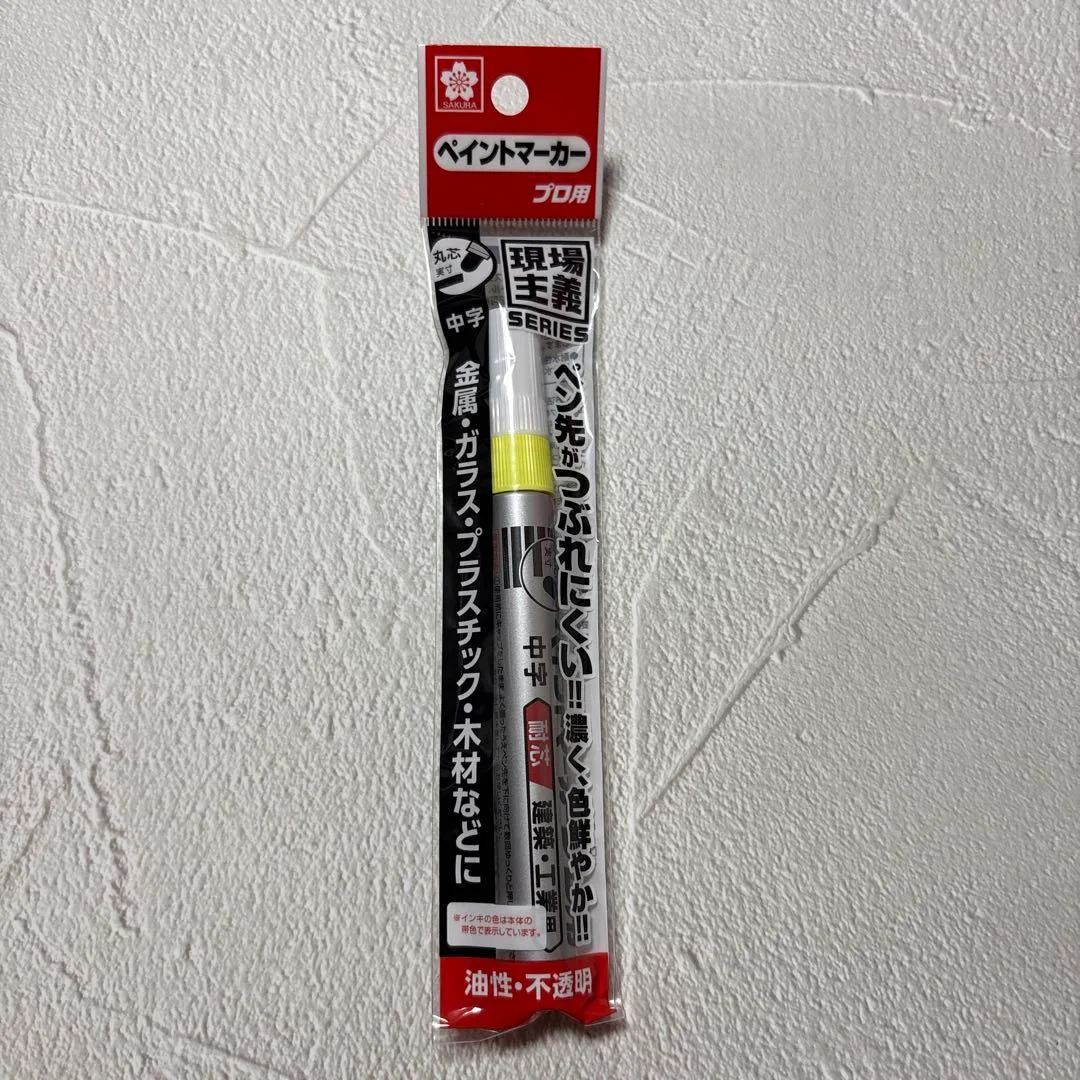 SAKURA
ペイントマーカー
プロ用
丸芯
実寸
中字
現場
主義
SERIES
金属・ガラス・プラスチック・木材などに
ペン先がつぶれにくい!!濃く、色鮮やか!!
実寸
中字
耐芯
建築・工業用
※インキの色は本体の
帯色で表示しています。
油性・不透明